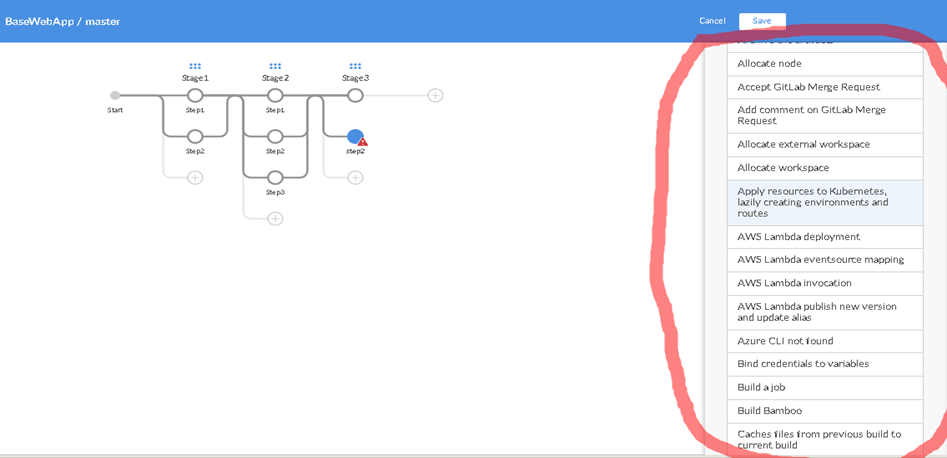 BaseWebApp / master
Cancel
Save
Stage1
Stage2
Stage3
Start
Step1
Step1
Step2
Step2
step2
Step3
Allocate node
Accept GitLab Merge Request
Add comment on GitLab Merge
Request
Allocate external workspace
Allocate workspace
Apply resources to Kubernetes,
lazily creating environments and
routes
AWS Lambda deployment
AWS Lambda eventsource mapping
AWS Lambda invocation
AWS Lambda publish new version
and update alias
Azure CLI not found
Bind credentials to variables
Build a job
Build Bamboo
Caches files from previous build to
current build